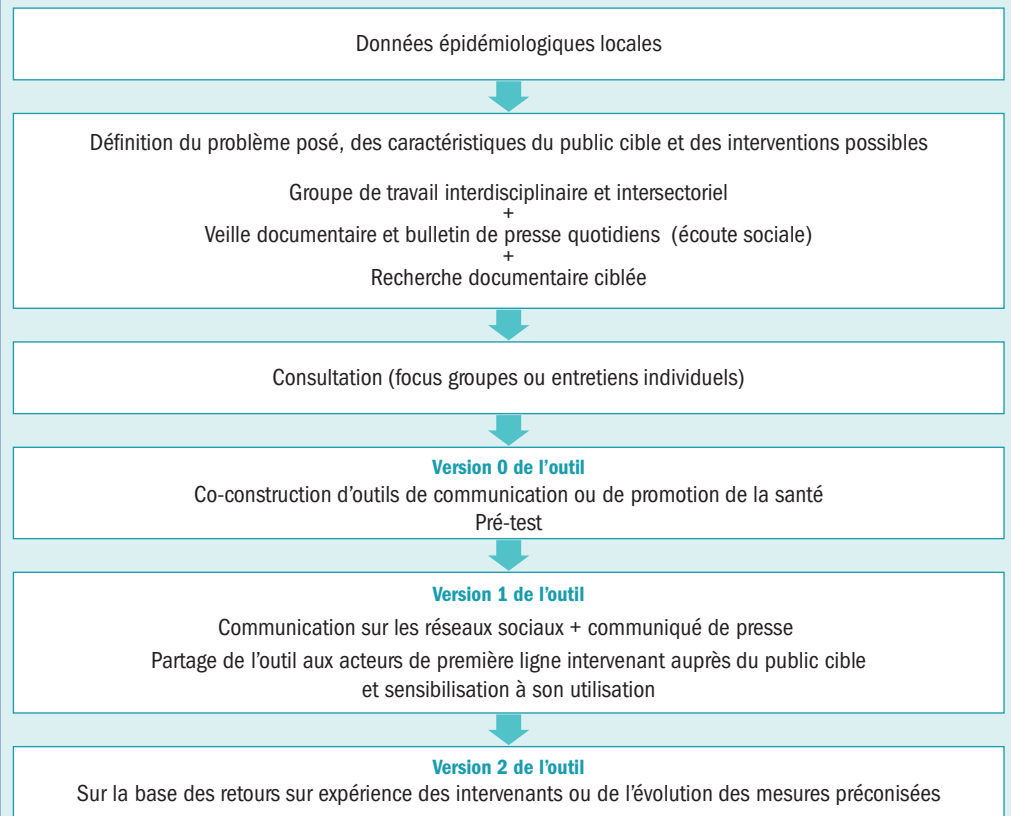 Données épidémiologiques locales
Définition du problème posé, des caractéristiques du public cible et des interventions possibles
Groupe de travail interdisciplinaire et intersectoriel
+
Veille documentaire et bulletin de presse quotidiens (écoute sociale)
+
Recherche documentaire ciblée
Consultation (focus groupes ou entretiens individuels)
Version 0 de l’outil
Co-construction d’outils de communication ou de promotion de la santé
Pré-test
Version 1 de l’outil
Communication sur les réseaux sociaux + communiqué de presse
Partage de l’outil aux acteurs de première ligne intervenant auprès du public cible
et sensibilisation à son utilisation
Version 2 de l’outil
Sur la base des retours sur expérience des intervenants ou de l’évolution des mesures préconisées